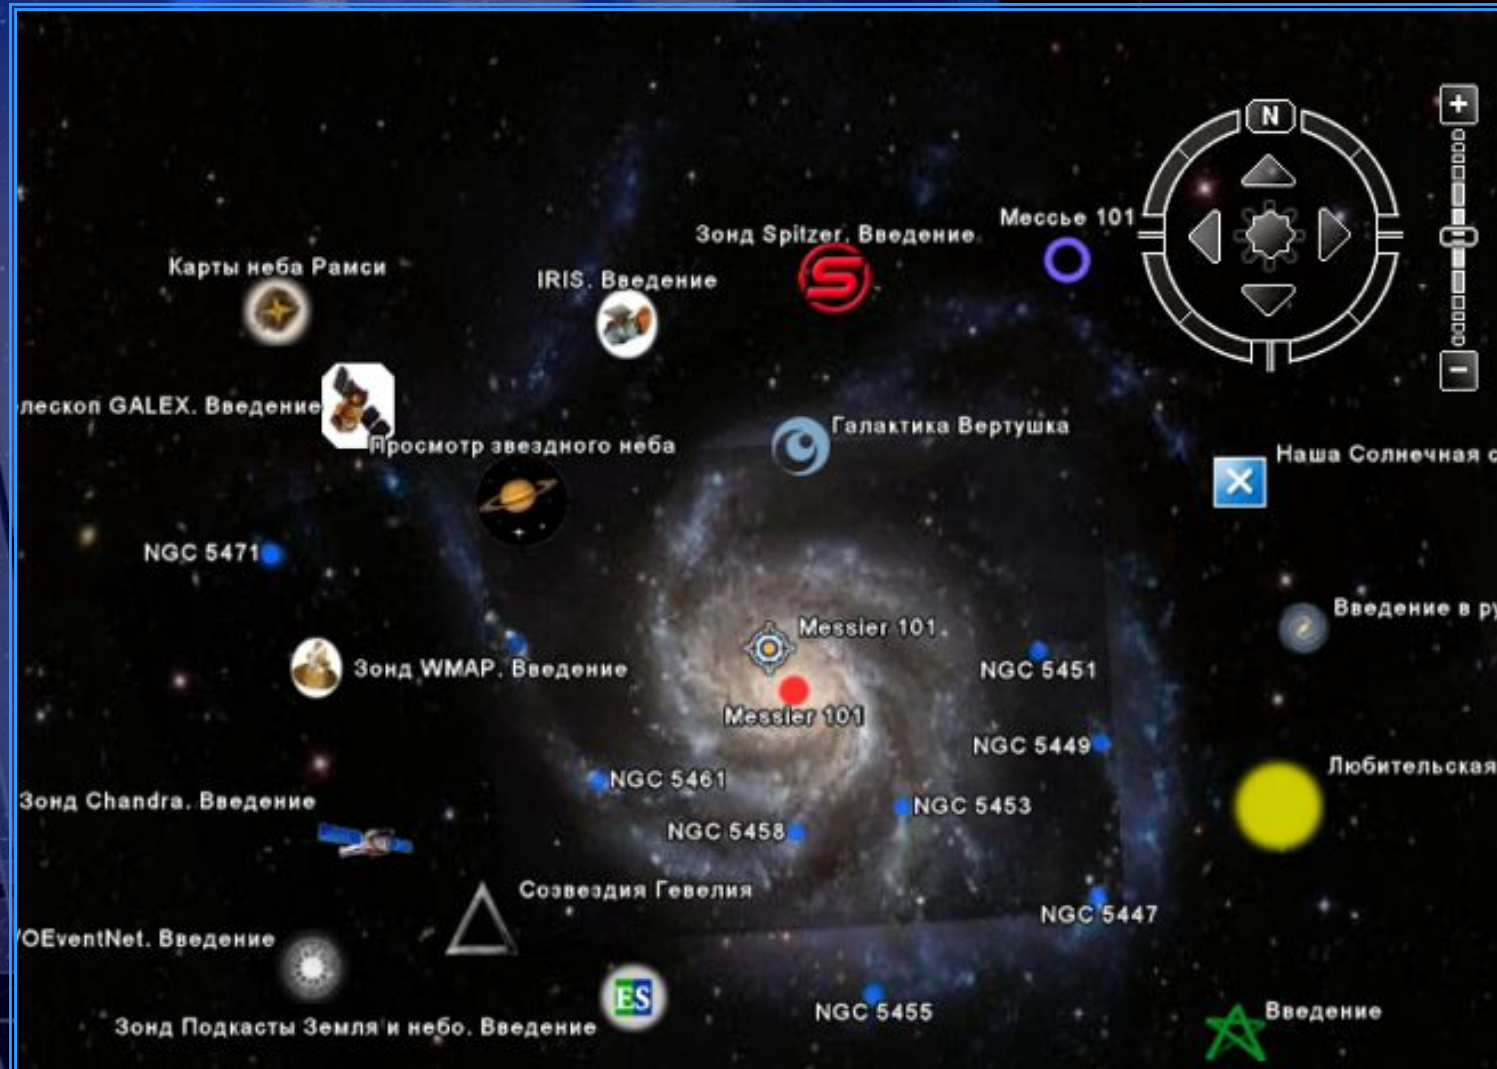 N
Мессье 101
Зонд Spitzer. Введение
Карты неба Рамси
IRIS. Введение
елескоп GALEX. Введение
Галактика Вертушка
Просмотр звездного неба
Наша Солнечная с
NGC 5471
Введение в ру
Messier 101
Зонд WMAP. Введение
NGC 5451
Messier 101
NGC 5449
Любительская
NGC 5461
Зонд Chandra. Введение
NGC 5453
NGC 5458
Созвездия Гевелия
NGC 5447
VOEventNet. Введение
ES
NGC 5455
Введение
Зонд Подкасты Земля и небо. Введение